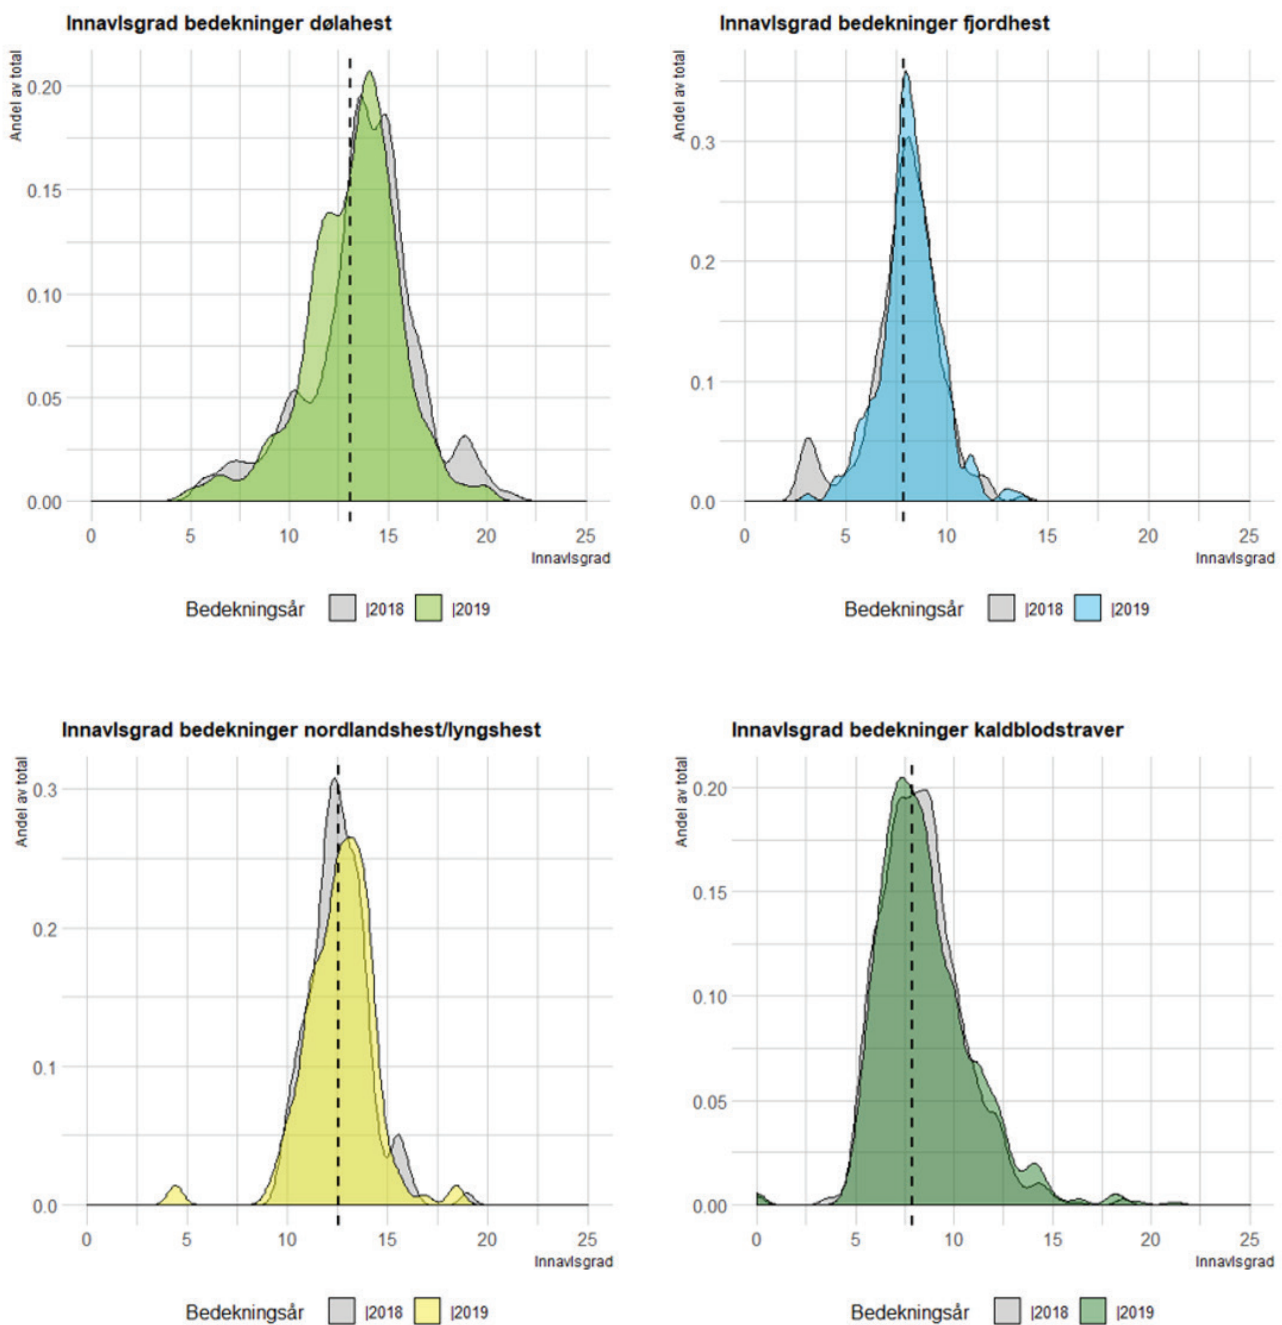 Innavlsgrad bedekninger dølahest
Andel av total
0.20
0.15
0.10
0.05
0.00
0 5 10 15 20 25
Innavlsgrad
Bedekningsår |2018 |2019
Innavlsgrad bedekninger fjordhest
Andel av total
0.3
0.2
0.1
0.0
0 5 10 15 20 25
Innavlsgrad
Bedekningsår |2018 |2019
Innavlsgrad bedekninger nordlandshest/lyngshest
Andel av total
0.3
0.2
0.1
0.0
0 5 10 15 20 25
Innavlsgrad
Bedekningsår |2018 |2019
Innavlsgrad bedekninger kaldblodstraver
Andel av total
0.20
0.15
0.10
0.05
0.00
0 5 10 15 20 25
Innavlsgrad
Bedekningsår |2018 |2019